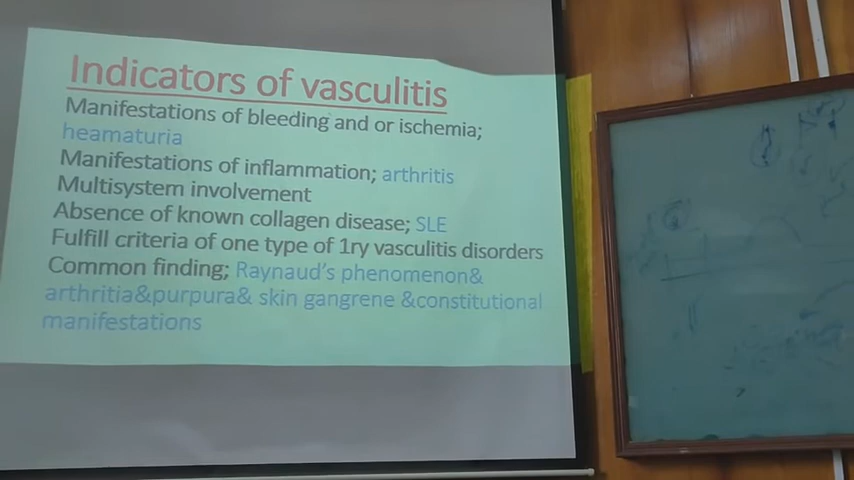 Indicators of vasculitis
Manifestations of bleeding and or ischemia;
heamaturia
Manifestations of inflammation; arthritis
Multisystem involvement
Absence of known collagen disease; SLE
Fulfill criteria of one type of 1ry vasculitis disorders
Common finding; Raynaud's phenomenon&
arthritia&purpura& skin gangrene &constitutional
manifestations